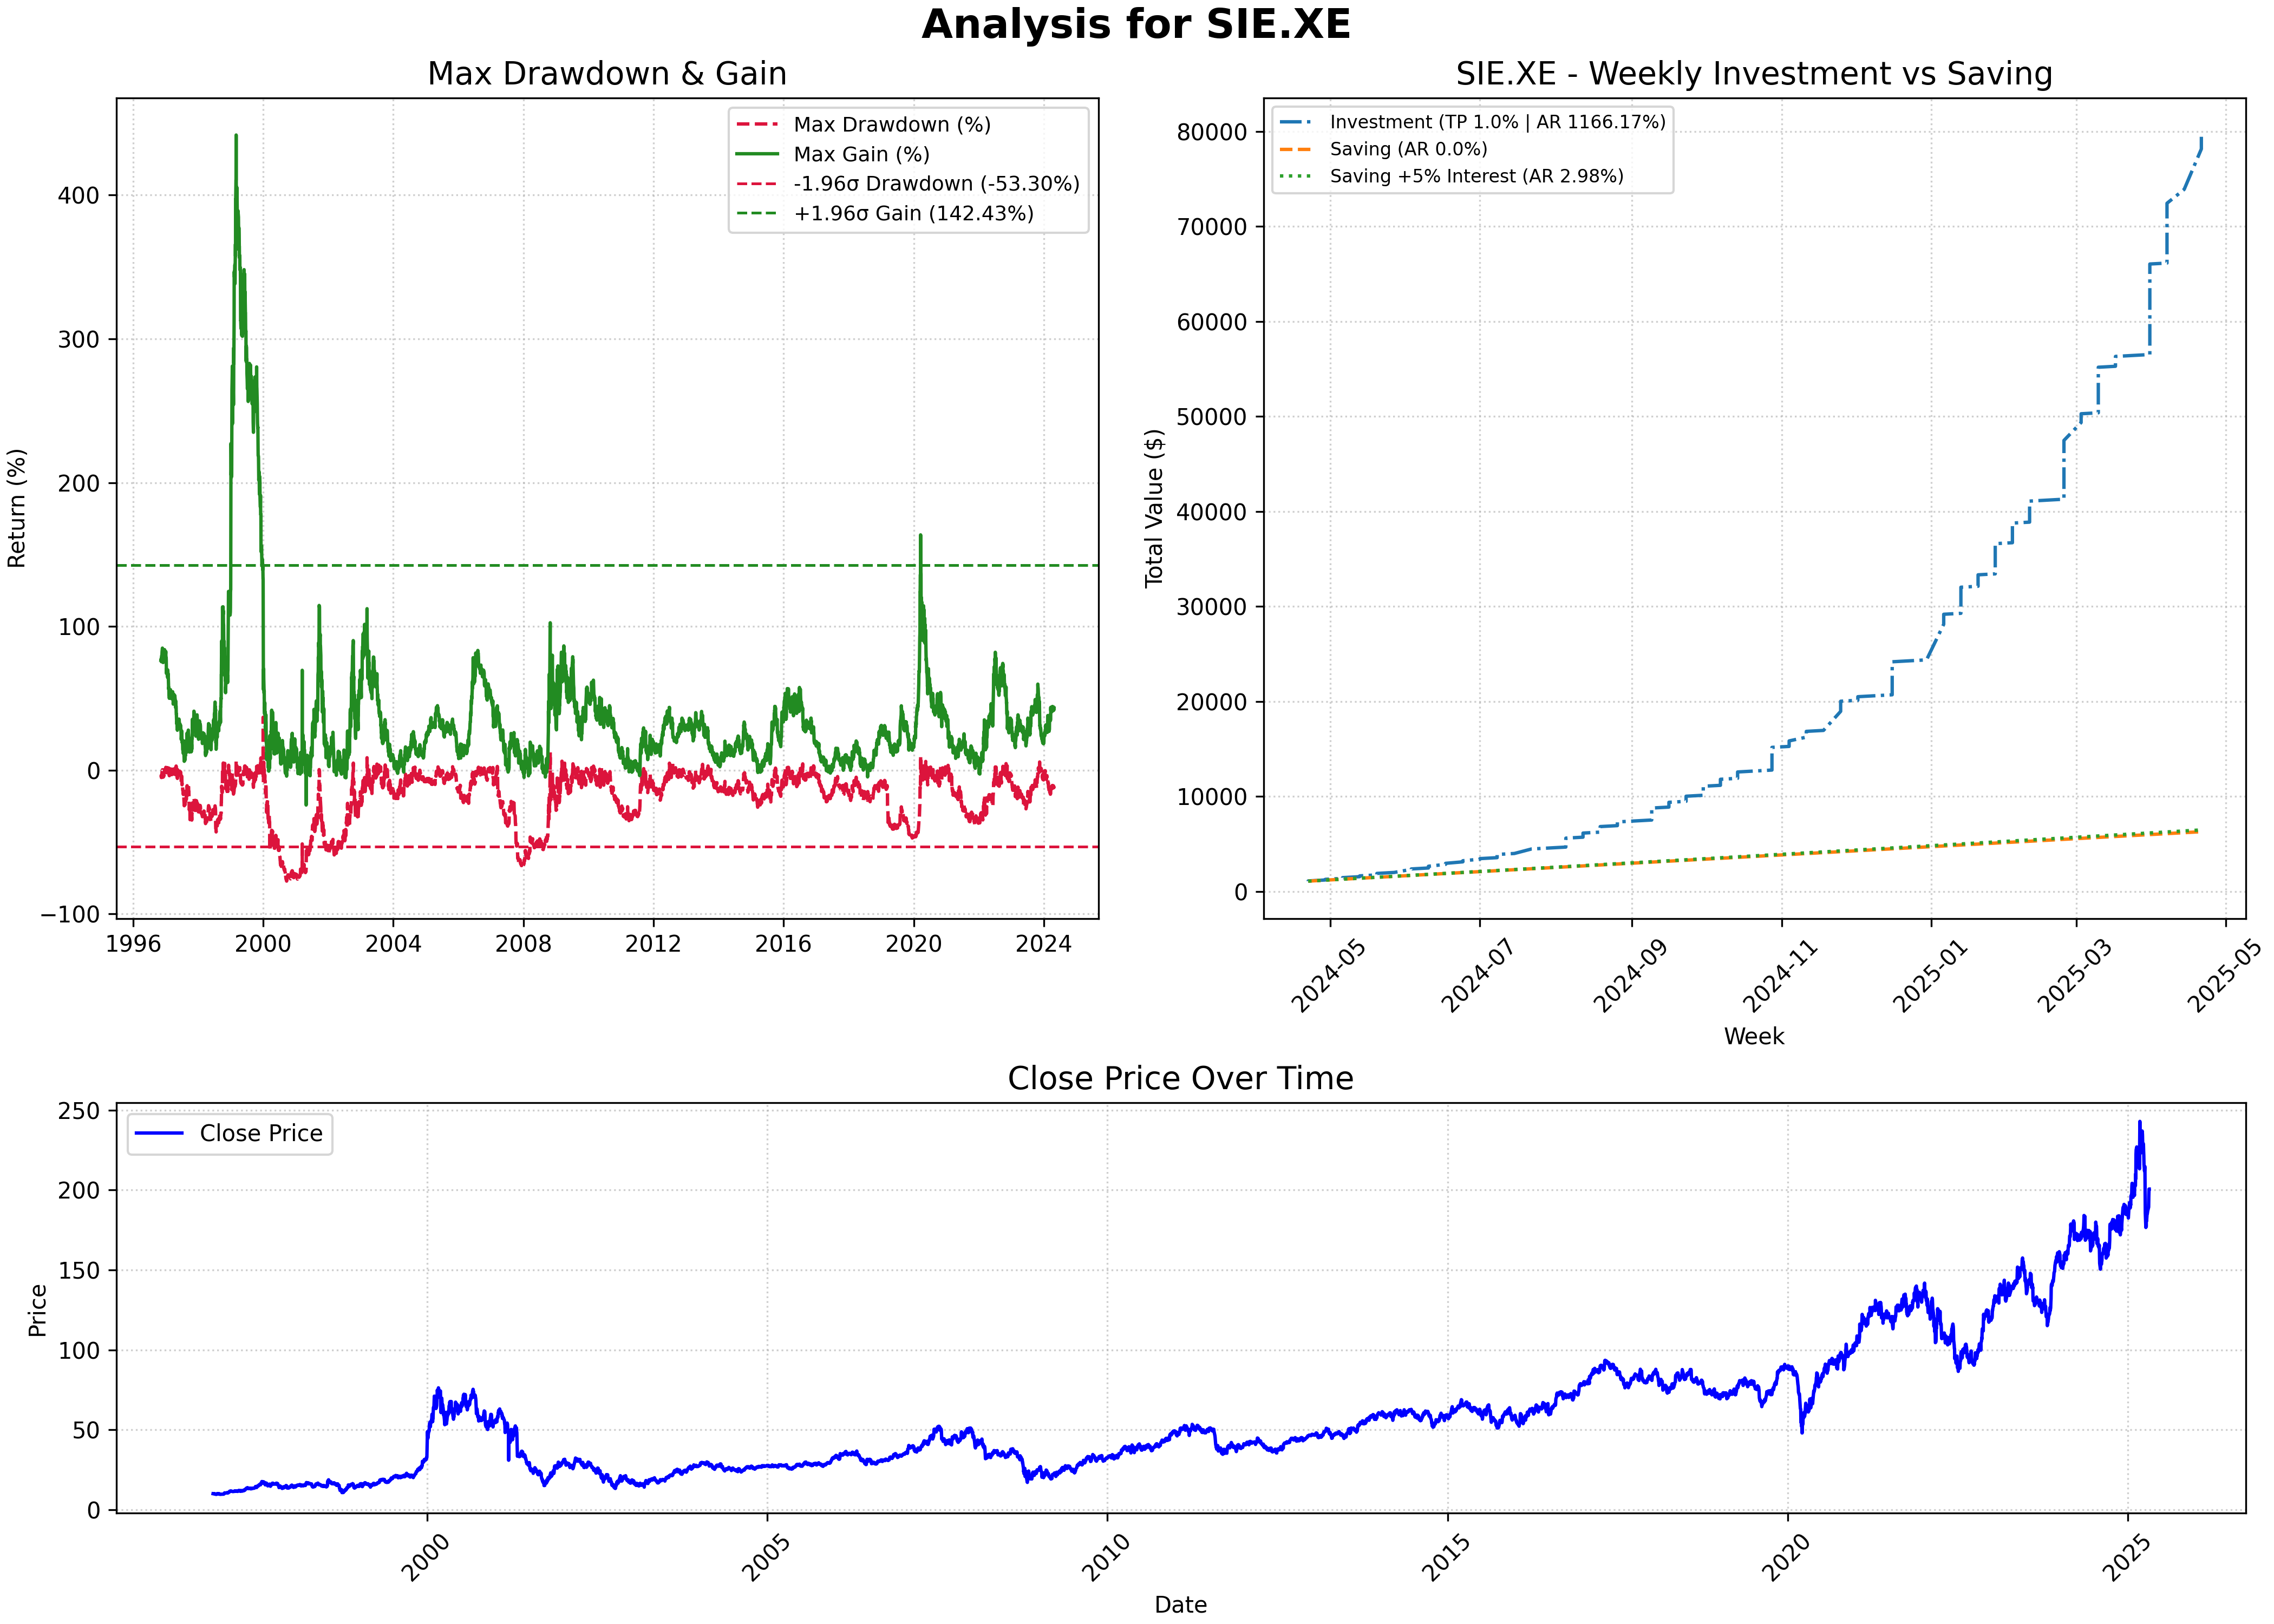 Analysis for SIE.XE
Max Drawdown & Gain
Return (%)
400
300
200
100
0
−100
1996 2000 2004 2008 2012 2016 2020 2024
Max Drawdown (%)
Max Gain (%)
-1.96σ Drawdown (-53.30%)
+1.96σ Gain (142.43%)
SIE.XE - Weekly Investment vs Saving
Total Value ($)
80000
70000
60000
50000
40000
30000
20000
10000
0
Investment (TP 1.0% | AR 1166.17%)
Saving (AR 0.0%)
Saving +5% Interest (AR 2.98%)
2024-05 2024-07 2024-09 2024-11 2025-01 2025-03 2025-05
Week
Close Price Over Time
Price
250
200
150
100
50
0
Close Price
2000 2005 2010 2015 2020 2025
Date